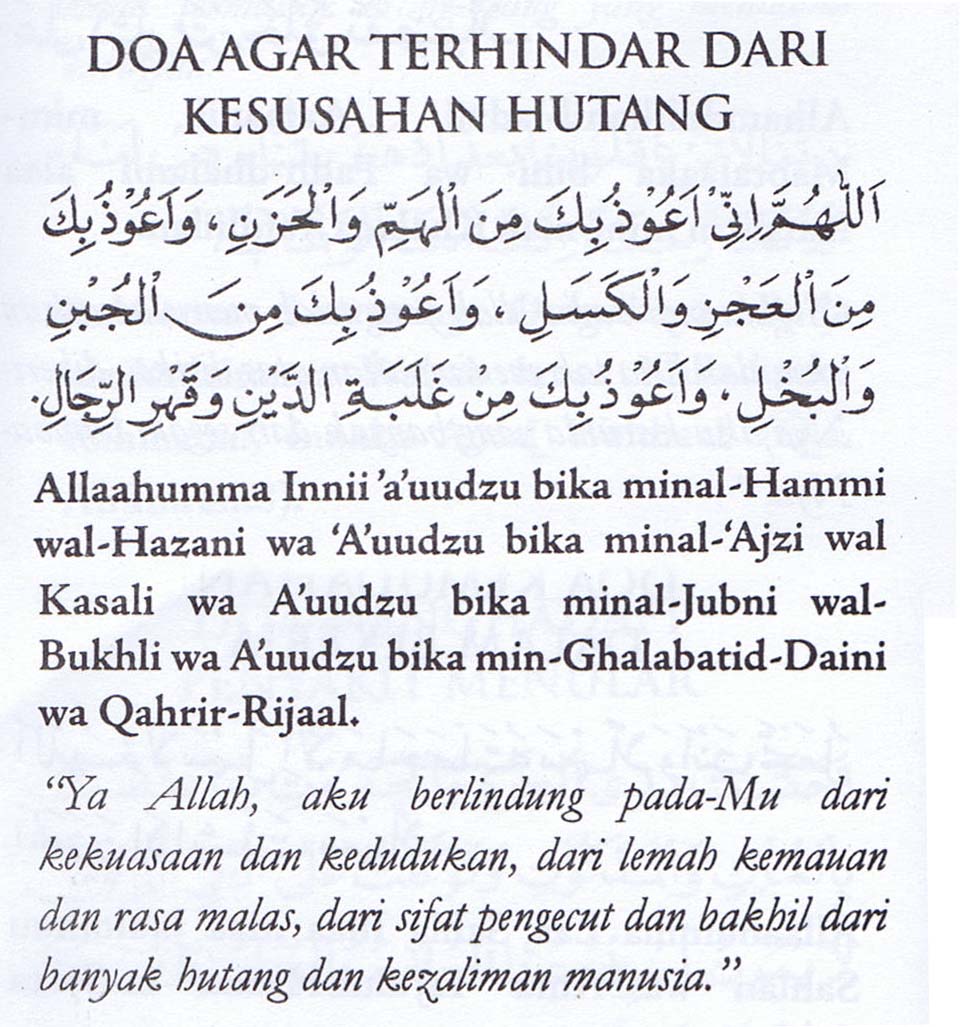 DOA AGAR TERHINDAR DARI
KESUSAHAN HUTANG
اَللّٰهُمَّ اِنِّيْ اَعُوْذُ بِكَ مِنَ الْهَمِّ وَالْحَزَنِ، وَاَعُوْذُ بِكَ
مِنَ الْعَجْزِ وَالْكَسَلِ، وَاَعُوْذُ بِكَ مِنَ الْجُبْنِ
وَالْبُخْلِ، وَاَعُوْذُ بِكَ مِنْ غَلَبَةِ الدَّيْنِ وَقَهْرِ الرِّجَالِ.
Allaahumma Innii 'a'uudzu bika minal-Hammi
wal-Hazani wa 'A'uudzu bika minal-'Ajzi wal
Kasali wa A'uudzu bika minal-Jubni wal-
Bukhli wa A'uudzu bika min-Ghalabatid-Daini
wa Qahrir-Rijaal.
“Ya Allah, aku berlindung pada-Mu dari
kekuasaan dan kedudukan, dari lemah kemauan
dan rasa malas, dari sifat pengecut dan bakhil dari
banyak hutang dan kezaliman manusia.”